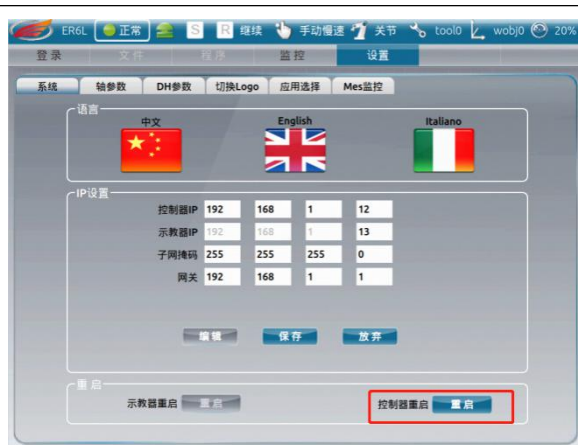 ER6L 正常 S R 继续 手动慢速 关节 tool0 wobj0 20%
登录 文件 程序 监控 设置
系统 轴参数 DH参数 切换Logo 应用选择 Mes监控
语言
中文 English Italiano
IP设置
控制器IP 192 168 1 12
示教器IP 192 168 1 13
子网掩码 255 255 255 0
网关 192 168 1 1
编辑 保存 放弃
重启
示教器重启 重启 控制器重启 重启